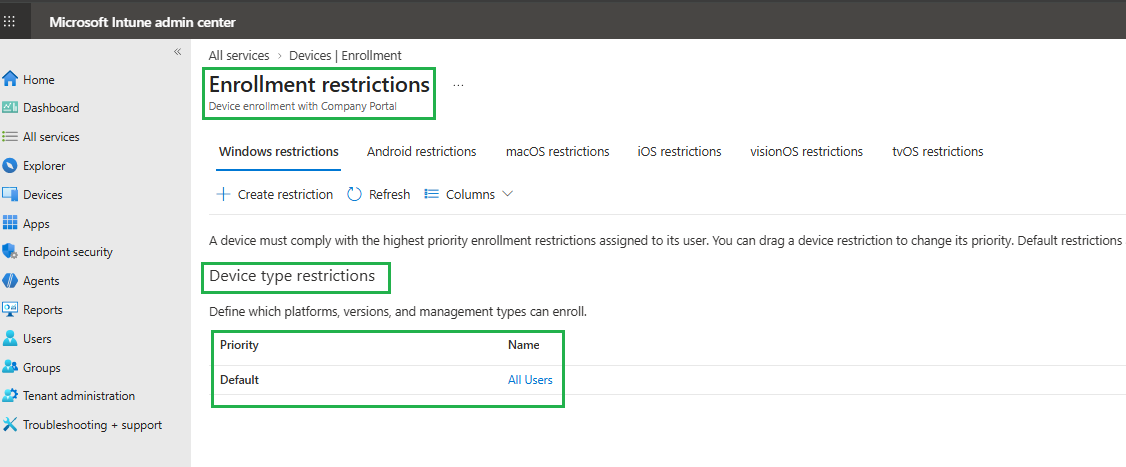 Microsoft Intune admin center
All services > Devices | Enrollment
Enrollment restrictions ...
Device enrollment with Company Portal
Home
Dashboard
All services
Explorer
Devices
Apps
Endpoint security
Agents
Reports
Users
Groups
Tenant administration
Troubleshooting + support
Windows restrictions Android restrictions macOS restrictions iOS restrictions visionOS restrictions tvOS restrictions
Create restriction Refresh Columns
A device must comply with the highest priority enrollment restrictions assigned to its user. You can drag a device restriction to change its priority. Default restrictions
Device type restrictions
Define which platforms, versions, and management types can enroll.
Priority Name
Default All Users